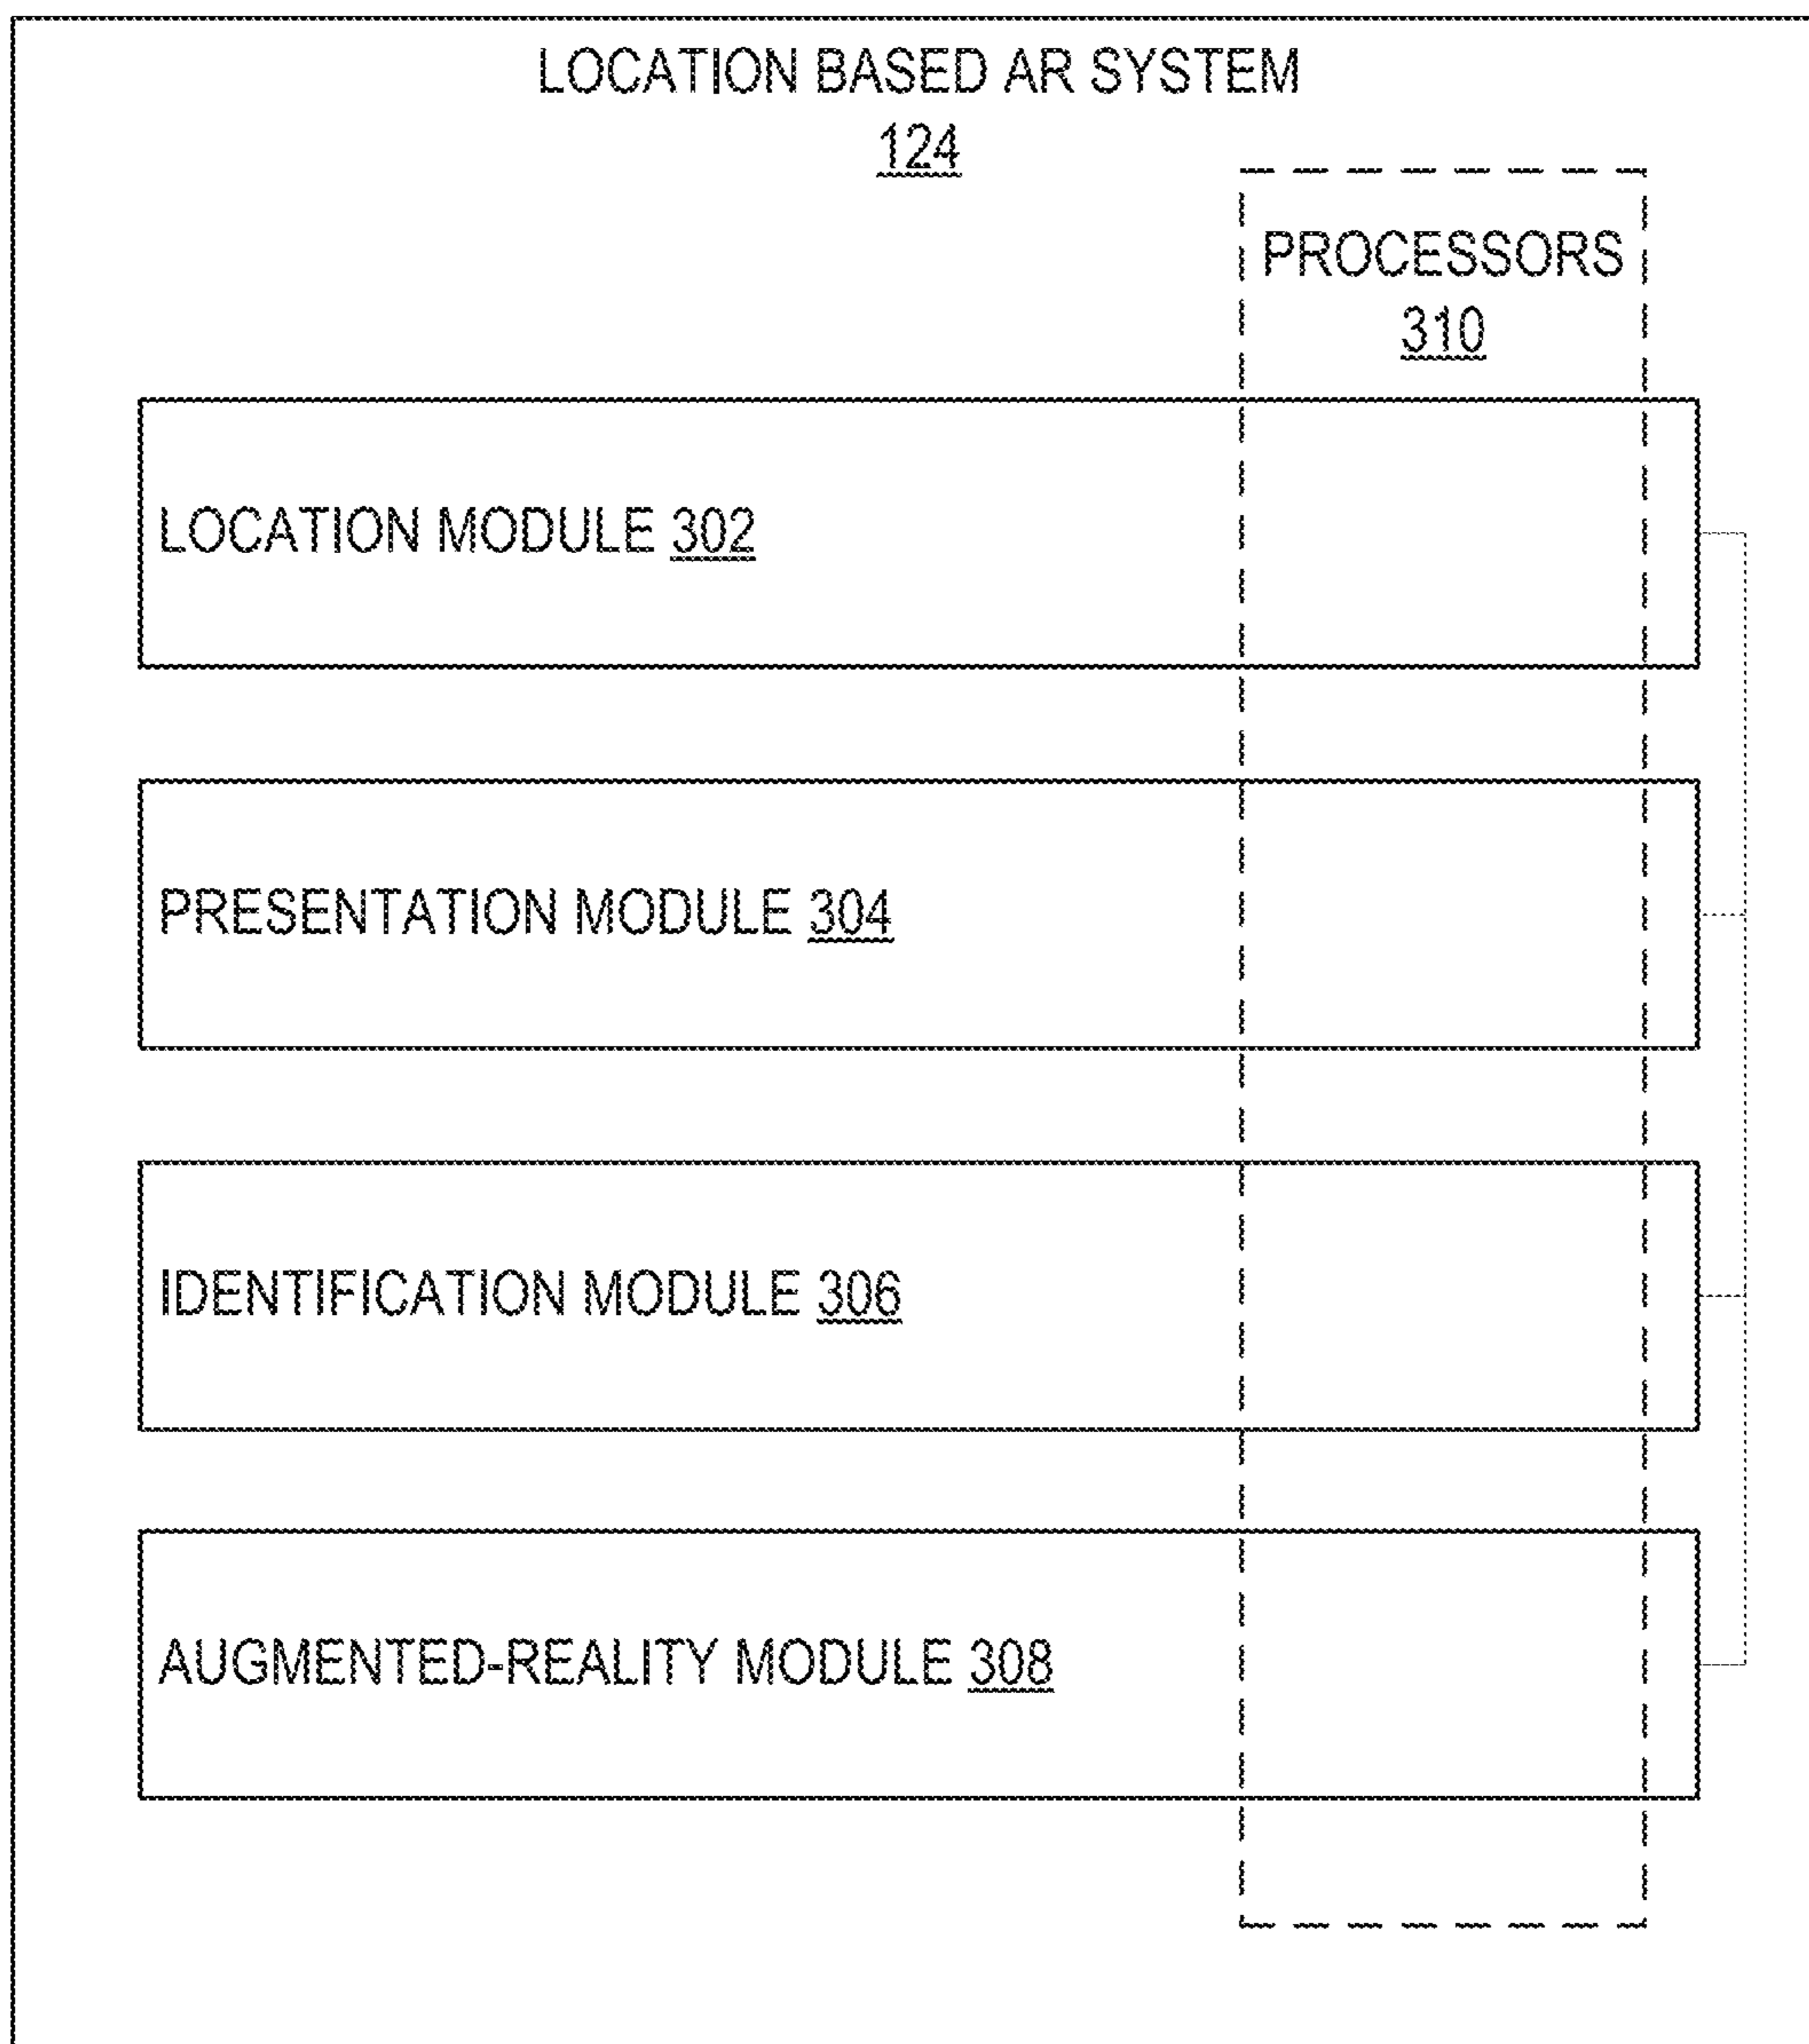 LOCATION BASED AR SYSTEM
124
PROCESSORS
310
LOCATION MODULE 302
PRESENTATION MODULE 304
IDENTIFICATION MODULE 306
AUGMENTED-REALITY MODULE 308